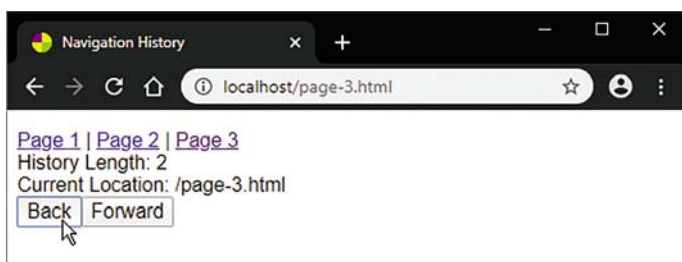 Navigation History
localhost/page-3.html
Page 1 | Page 2 | Page 3
History Length: 2
Current Location: /page-3.html
Back Forward